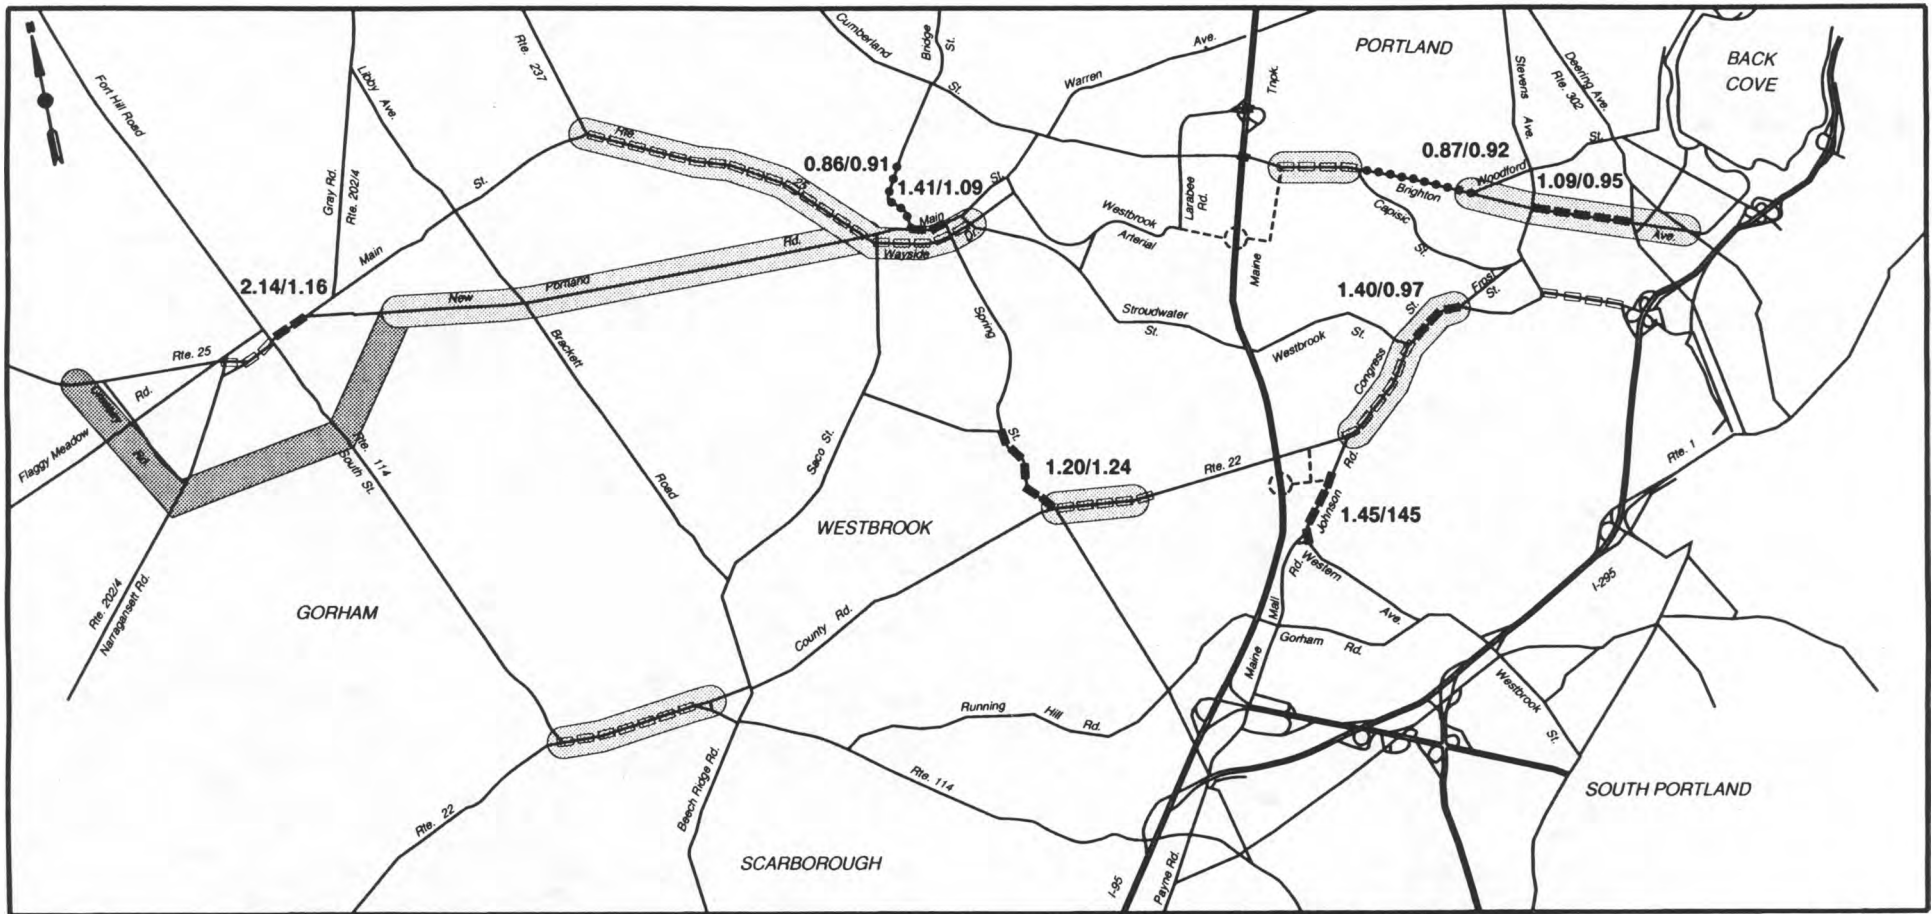 Fort Hill Road
Rte. 237
Cumberland
St.
Bridge
St.
Warren
Ave.
PORTLAND
BACK
COVE
Tnpk.
Stevens
Ave.
Deering Ave.
Rte. 302
Libby Ave.
Gray Rd.
Rte. 202/4
Main
St.
Rte.
25
0.86/0.91
1.41/1.09
Main
St.
Wayside
Dr.
Larabee
Rd.
Westbrook
Arterial
Maine
0.87/0.92
Woodford
St.
Brighton
Ave.
1.09/0.95
Capisic
St.
2.14/1.16
New
Portland
Rd.
Brackett
Road
Spring
St.
Stroudwater
St.
Westbrook
St.
1.40/0.97
Frost
St.
Congress
St.
Rte. 25
Flaggy Meadow
Rd.
Rd.
Rte. 114
South St.
Saco St.
1.20/1.24
Rte. 22
Rd.
Johnson
1.45/145
Rte. 1
WESTBROOK
Rte. 202/4
Narragansett Rd.
GORHAM
County
Rd.
Western
Ave.
Maine
Mall
Rd.
Gorham
Rd.
I-295
Westbrook
St.
Running
Hill
Rd.
Rte. 114
Beech Ridge Rd.
Rte. 22
SCARBOROUGH
SOUTH PORTLAND
I-95
Payne Rd.